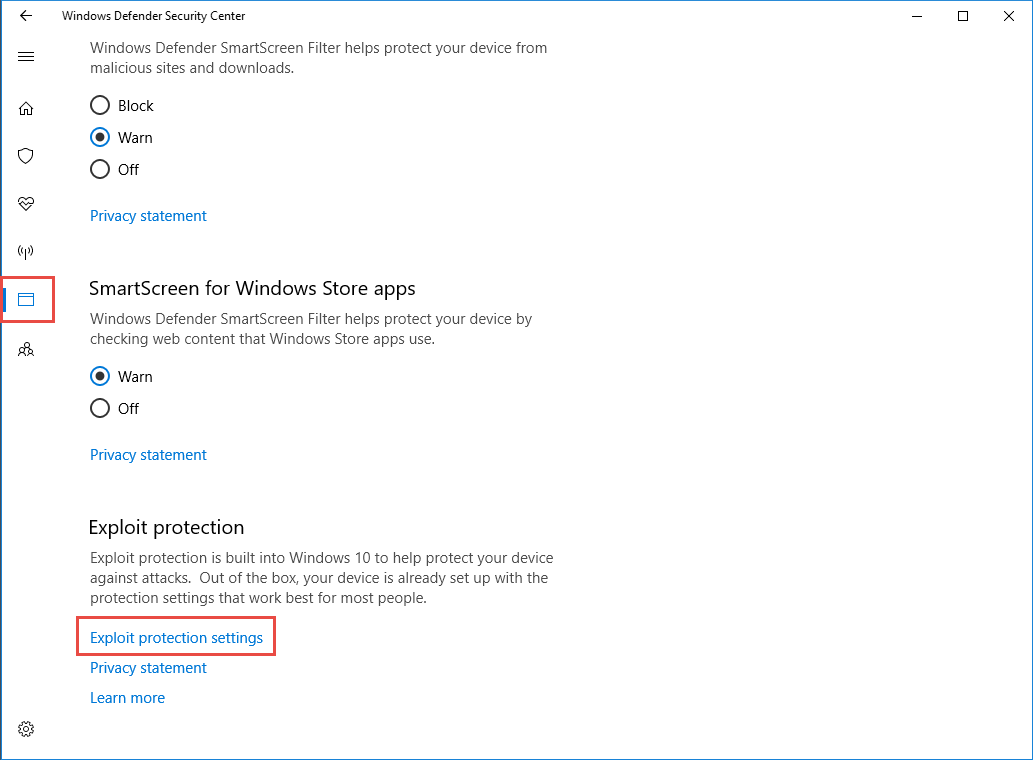 Windows Defender Security Center
Windows Defender SmartScreen Filter helps protect your device from
malicious sites and downloads.
Block
Warn
Off
Privacy statement
SmartScreen for Windows Store apps
Windows Defender SmartScreen Filter helps protect your device by
checking web content that Windows Store apps use.
Warn
Off
Privacy statement
Exploit protection
Exploit protection is built into Windows 10 to help protect your device
against attacks.  Out of the box, your device is already set up with the
protection settings that work best for most people.
Exploit protection settings
Privacy statement
Learn more